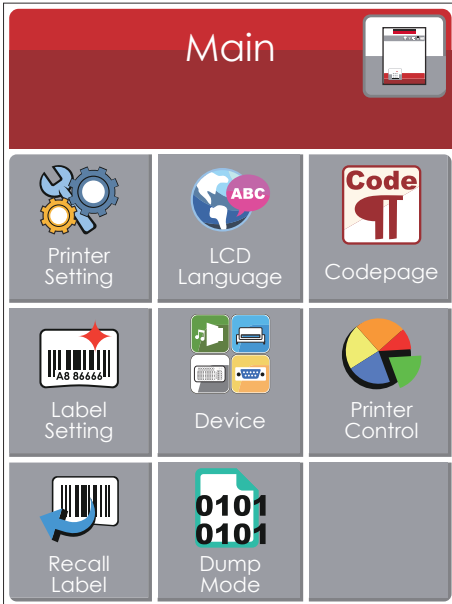 Main
ABC
Code
Printer
Setting
LCD
Language
Codepage
A8 86666
Label
Setting
Device
Printer
Control
0101
0101
Recall
Label
Dump
Mode